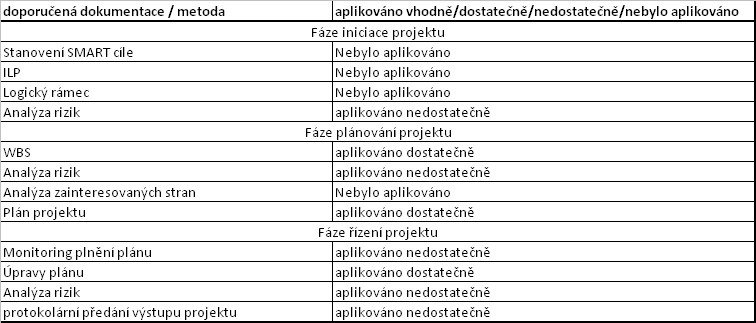 doporučená dokumentace / metoda aplikováno vhodně/dostatečně/nedostatečně/nebylo aplikováno
Fáze iniciace projektu
Stanovení SMART cíle Nebylo aplikováno
ILP Nebylo aplikováno
Logický rámec Nebylo aplikováno
Analýza rizik aplikováno nedostatečně
Fáze plánování projektu
WBS aplikováno dostatečně
Analýza rizik aplikováno nedostatečně
Analýza zainteresovaných stran Nebylo aplikováno
Plán projektu aplikováno dostatečně
Fáze řízení projektu
Monitoring plnění plánu aplikováno nedostatečně
Úpravy plánu aplikováno dostatečně
Analýza rizik aplikováno nedostatečně
protokolární předání výstupu projektu aplikováno nedostatečně